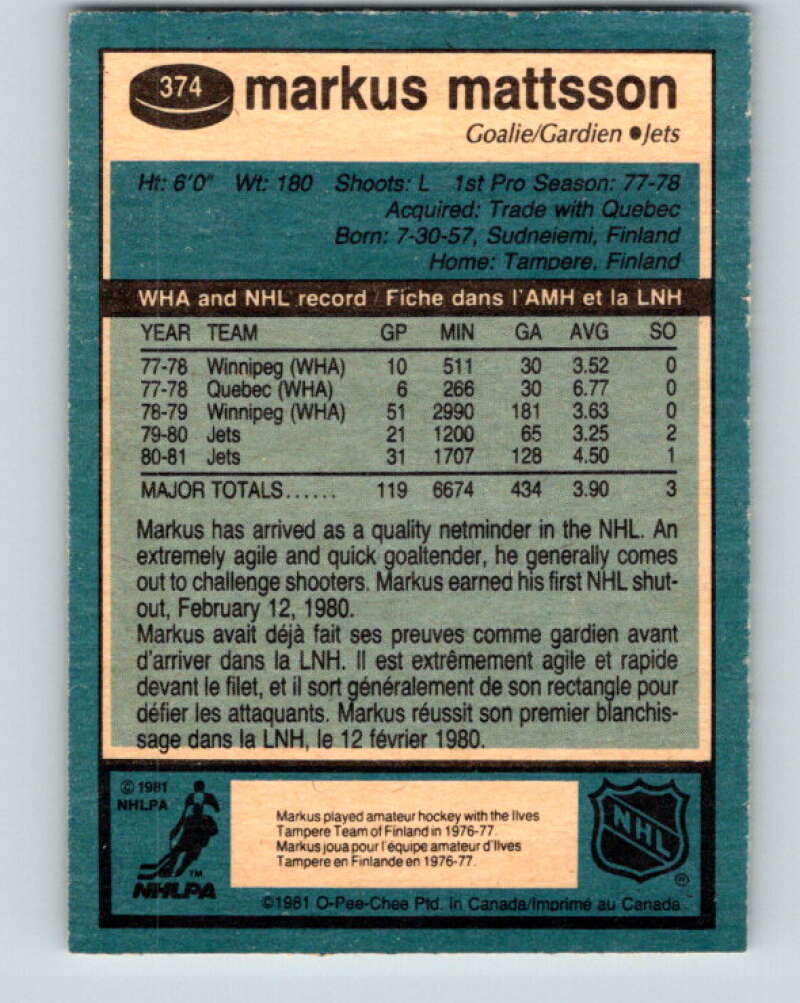 374 markus mattsson
Goalie/Gardien • Jets
Ht: 6'0" Wt: 180 Shoots: L 1st Pro Season: 77-78
Acquired: Trade with Quebec
Born: 7-30-57, Sudneiemi, Finland
Home: Tampere, Finland
WHA and NHL record / Fiche dans l'AMH et la LNH
YEAR TEAM GP MIN GA AVG SO
77-78 Winnipeg (WHA) 10 511 30 3.52 0
77-78 Quebec (WHA) 6 266 30 6.77 0
78-79 Winnipeg (WHA) 51 2990 181 3.63 0
79-80 Jets 21 1200 65 3.25 2
80-81 Jets 31 1707 128 4.50 1
MAJOR TOTALS...... 119 6674 434 3.90 3
Markus has arrived as a quality netminder in the NHL. An
extremely agile and quick goaltender, he generally comes
out to challenge shooters. Markus earned his first NHL shut-
out, February 12, 1980.
Markus avait déjà fait ses preuves comme gardien avant
d'arriver dans la LNH. Il est extrêmement agile et rapide
devant le filet, et il sort généralement de son rectangle pour
défier les attaquants. Markus réussit son premier blanchis-
sage dans la LNH, le 12 février 1980.
© 1981
NHLPA
Markus played amateur hockey with the Ilves
Tampere Team of Finland in 1976-77.
Markus joua pour l'équipe amateur d'Ilves
Tampere en Finlande en 1976-77.
TM
NHLPA
NHL
®
©1981 O-Pee-Chee Ptd. in Canada/Imprimé au Canada